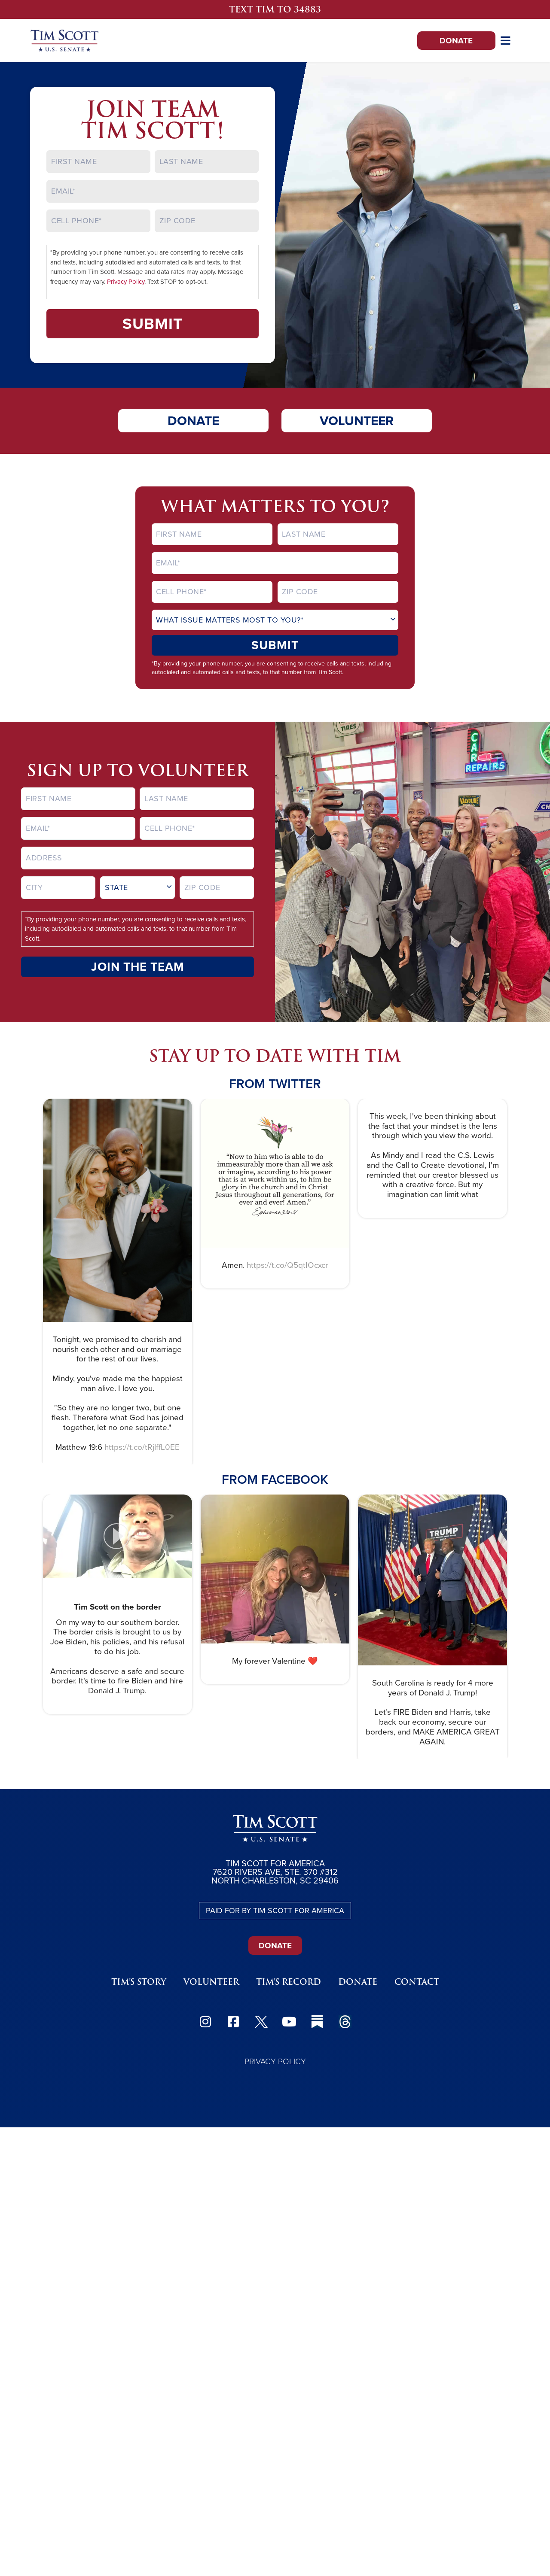 TEXT TIM TO 34883
TIM SCOTT
U.S. SENATE
DONATE
JOIN TEAM
TIM SCOTT!
FIRST NAME
LAST NAME
EMAIL*
CELL PHONE*
ZIP CODE
*By providing your phone number, you are consenting to receive calls
and texts, including autodialed and automated calls and texts, to that
number from Tim Scott. Message and data rates may apply. Message
frequency may vary. Privacy Policy. Text STOP to opt-out.
SUBMIT
DONATE
VOLUNTEER
WHAT MATTERS TO YOU?
FIRST NAME
LAST NAME
EMAIL*
CELL PHONE*
ZIP CODE
WHAT ISSUE MATTERS MOST TO YOU?*
SUBMIT
*By providing your phone number, you are consenting to receive calls and texts, including
autodialed and automated calls and texts, to that number from Tim Scott.
SIGN UP TO VOLUNTEER
FIRST NAME
LAST NAME
EMAIL*
CELL PHONE*
ADDRESS
CITY
STATE
ZIP CODE
*By providing your phone number, you are consenting to receive calls and texts,
including autodialed and automated calls and texts, to that number from Tim
Scott.
JOIN THE TEAM
TIRES
CAR
REPAIRS
VALVOLINE
STAY UP TO DATE WITH TIM
FROM TWITTER
Tonight, we promised to cherish and
nourish each other and our marriage
for the rest of our lives.
Mindy, you've made me the happiest
man alive. I love you.
"So they are no longer two, but one
flesh. Therefore what God has joined
together, let no one separate."
Matthew 19:6 https://t.co/tRjIffL0EE
"Now to him who is able to do
immeasurably more than all we ask
or imagine, according to his power
that is at work within us, to him be
glory in the church and in Christ
Jesus throughout all generations, for
ever and ever! Amen."
Ephesians 3:20-21
Amen. https://t.co/Q5qtIOcxcr
This week, I've been thinking about
the fact that your mindset is the lens
through which you view the world.
As Mindy and I read the C.S. Lewis
and the Call to Create devotional, I'm
reminded that our creator blessed us
with a creative force. But my
imagination can limit what
FROM FACEBOOK
Tim Scott on the border
On my way to our southern border.
The border crisis is brought to us by
Joe Biden, his policies, and his refusal
to do his job.
Americans deserve a safe and secure
border. It's time to fire Biden and hire
Donald J. Trump.
My forever Valentine ❤️
TRUMP
South Carolina is ready for 4 more
years of Donald J. Trump!
Let's FIRE Biden and Harris, take
back our economy, secure our
borders, and MAKE AMERICA GREAT
AGAIN.
TIM SCOTT
U.S. SENATE
TIM SCOTT FOR AMERICA
7620 RIVERS AVE, STE. 370 #312
NORTH CHARLESTON, SC 29406
PAID FOR BY TIM SCOTT FOR AMERICA
DONATE
TIM'S STORY
VOLUNTEER
TIM'S RECORD
DONATE
CONTACT
PRIVACY POLICY